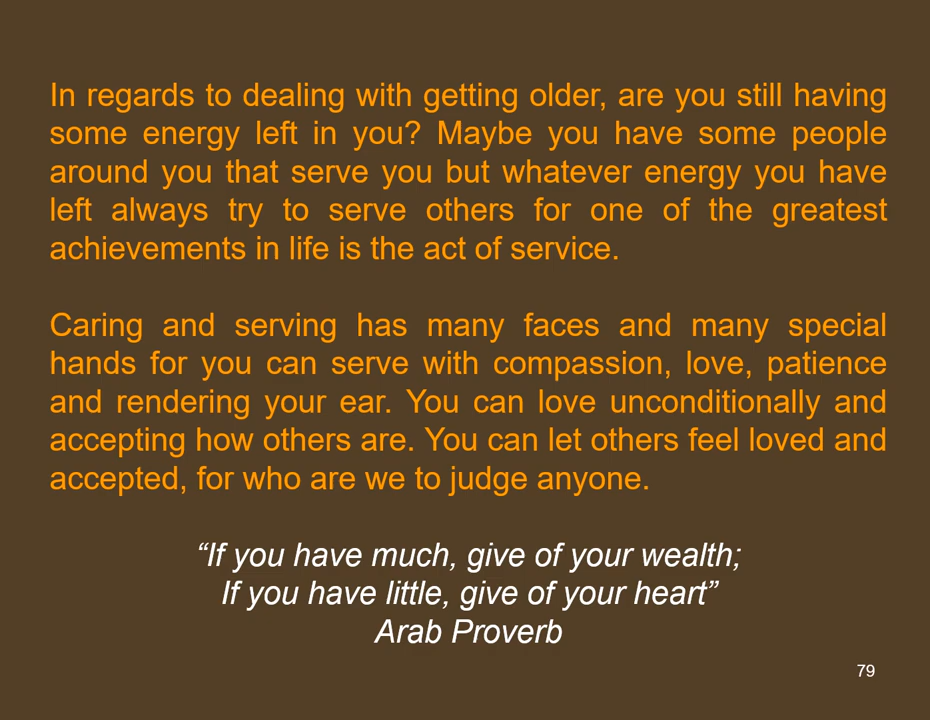 In regards to dealing with getting older, are you still having
some energy left in you? Maybe you have some people
around you that serve you but whatever energy you have
left always try to serve others for one of the greatest
achievements in life is the act of service.
Caring and serving has many faces and many special
hands for you can serve with compassion, love, patience
and rendering your ear. You can love unconditionally and
accepting how others are. You can let others feel loved and
accepted, for who are we to judge anyone.
“If you have much, give of your wealth;
If you have little, give of your heart”
Arab Proverb
79